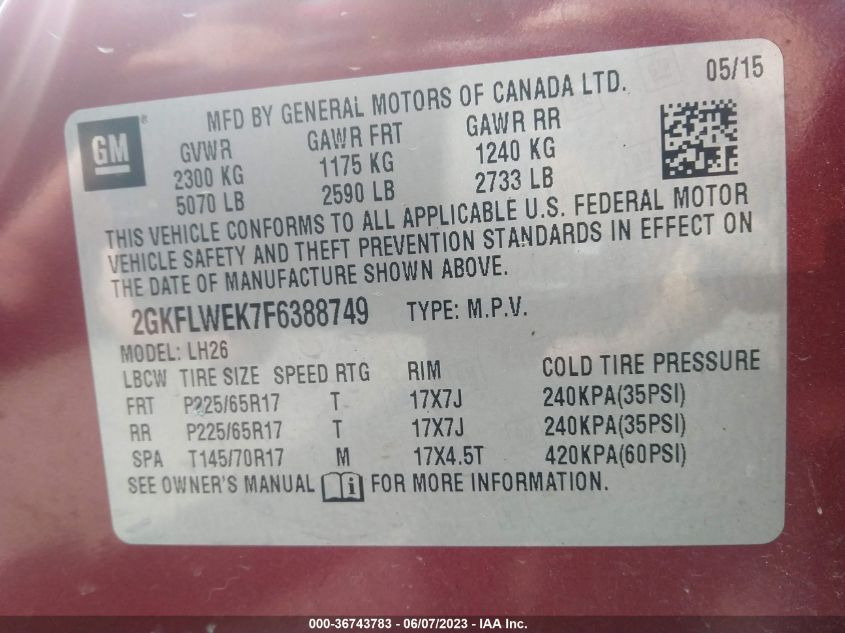 05/15
MFD BY GENERAL MOTORS OF CANADA LTD.
GM ®
GVWR GAWR FRT GAWR RR
2300 KG 1175 KG 1240 KG
5070 LB 2590 LB 2733 LB
THIS VEHICLE CONFORMS TO ALL APPLICABLE U.S. FEDERAL MOTOR
VEHICLE SAFETY AND THEFT PREVENTION STANDARDS IN EFFECT ON
THE DATE OF MANUFACTURE SHOWN ABOVE.
2GKFLWEK7F6388749 TYPE: M.P.V.
MODEL: LH26
LBCW TIRE SIZE SPEED RTG RIM COLD TIRE PRESSURE
FRT P225/65R17 T 17X7J 240KPA(35PSI)
RR P225/65R17 T 17X7J 240KPA(35PSI)
SPA T145/70R17 M 17X4.5T 420KPA(60PSI)
SEE OWNER'S MANUAL i FOR MORE INFORMATION.
000-36743783 - 06/07/2023 - IAA Inc.